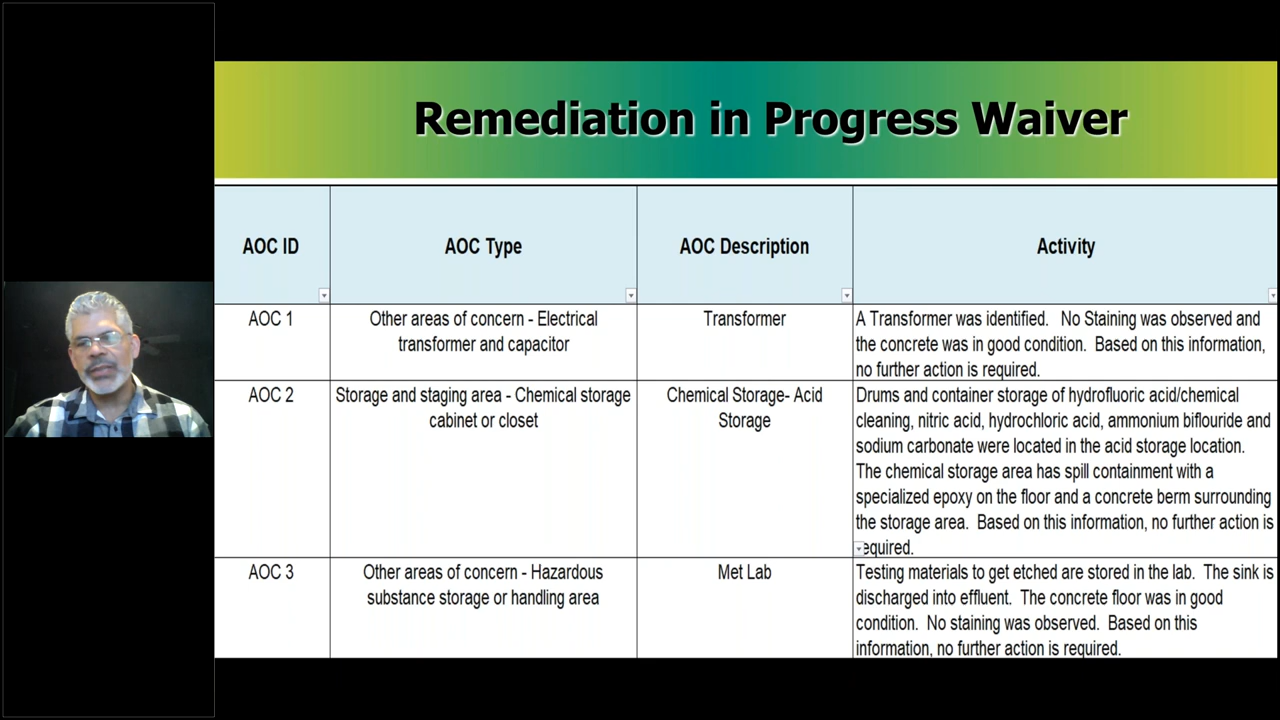 Remediation in Progress Waiver
AOC ID
AOC Type
AOC Description
Activity
AOC 1
Other areas of concern - Electrical
transformer and capacitor
Transformer
A Transformer was identified. No Staining was observed and
the concrete was in good condition. Based on this information,
no further action is required.
AOC 2
Storage and staging area - Chemical storage
cabinet or closet
Chemical Storage- Acid
Storage
Drums and container storage of hydrofluric acid/chemical
cleaning, nitric acid, hydrochloric acid, ammonium biflouride and
sodium carbonate were located in the acid storage location.
The chemical storage area has spill containment with a
specialized epoxy on the floor and a concrete berm surrounding
the storage area. Based on this information, no further action is
equired.
AOC 3
Other areas of concern - Hazardous
substance storage or handling area
Met Lab
Testing materials to get etched are stored in the lab. The sink is
discharged into effluent. The concrete floor was in good
condition. No staining was observed. Based on this
information, no further action is required.